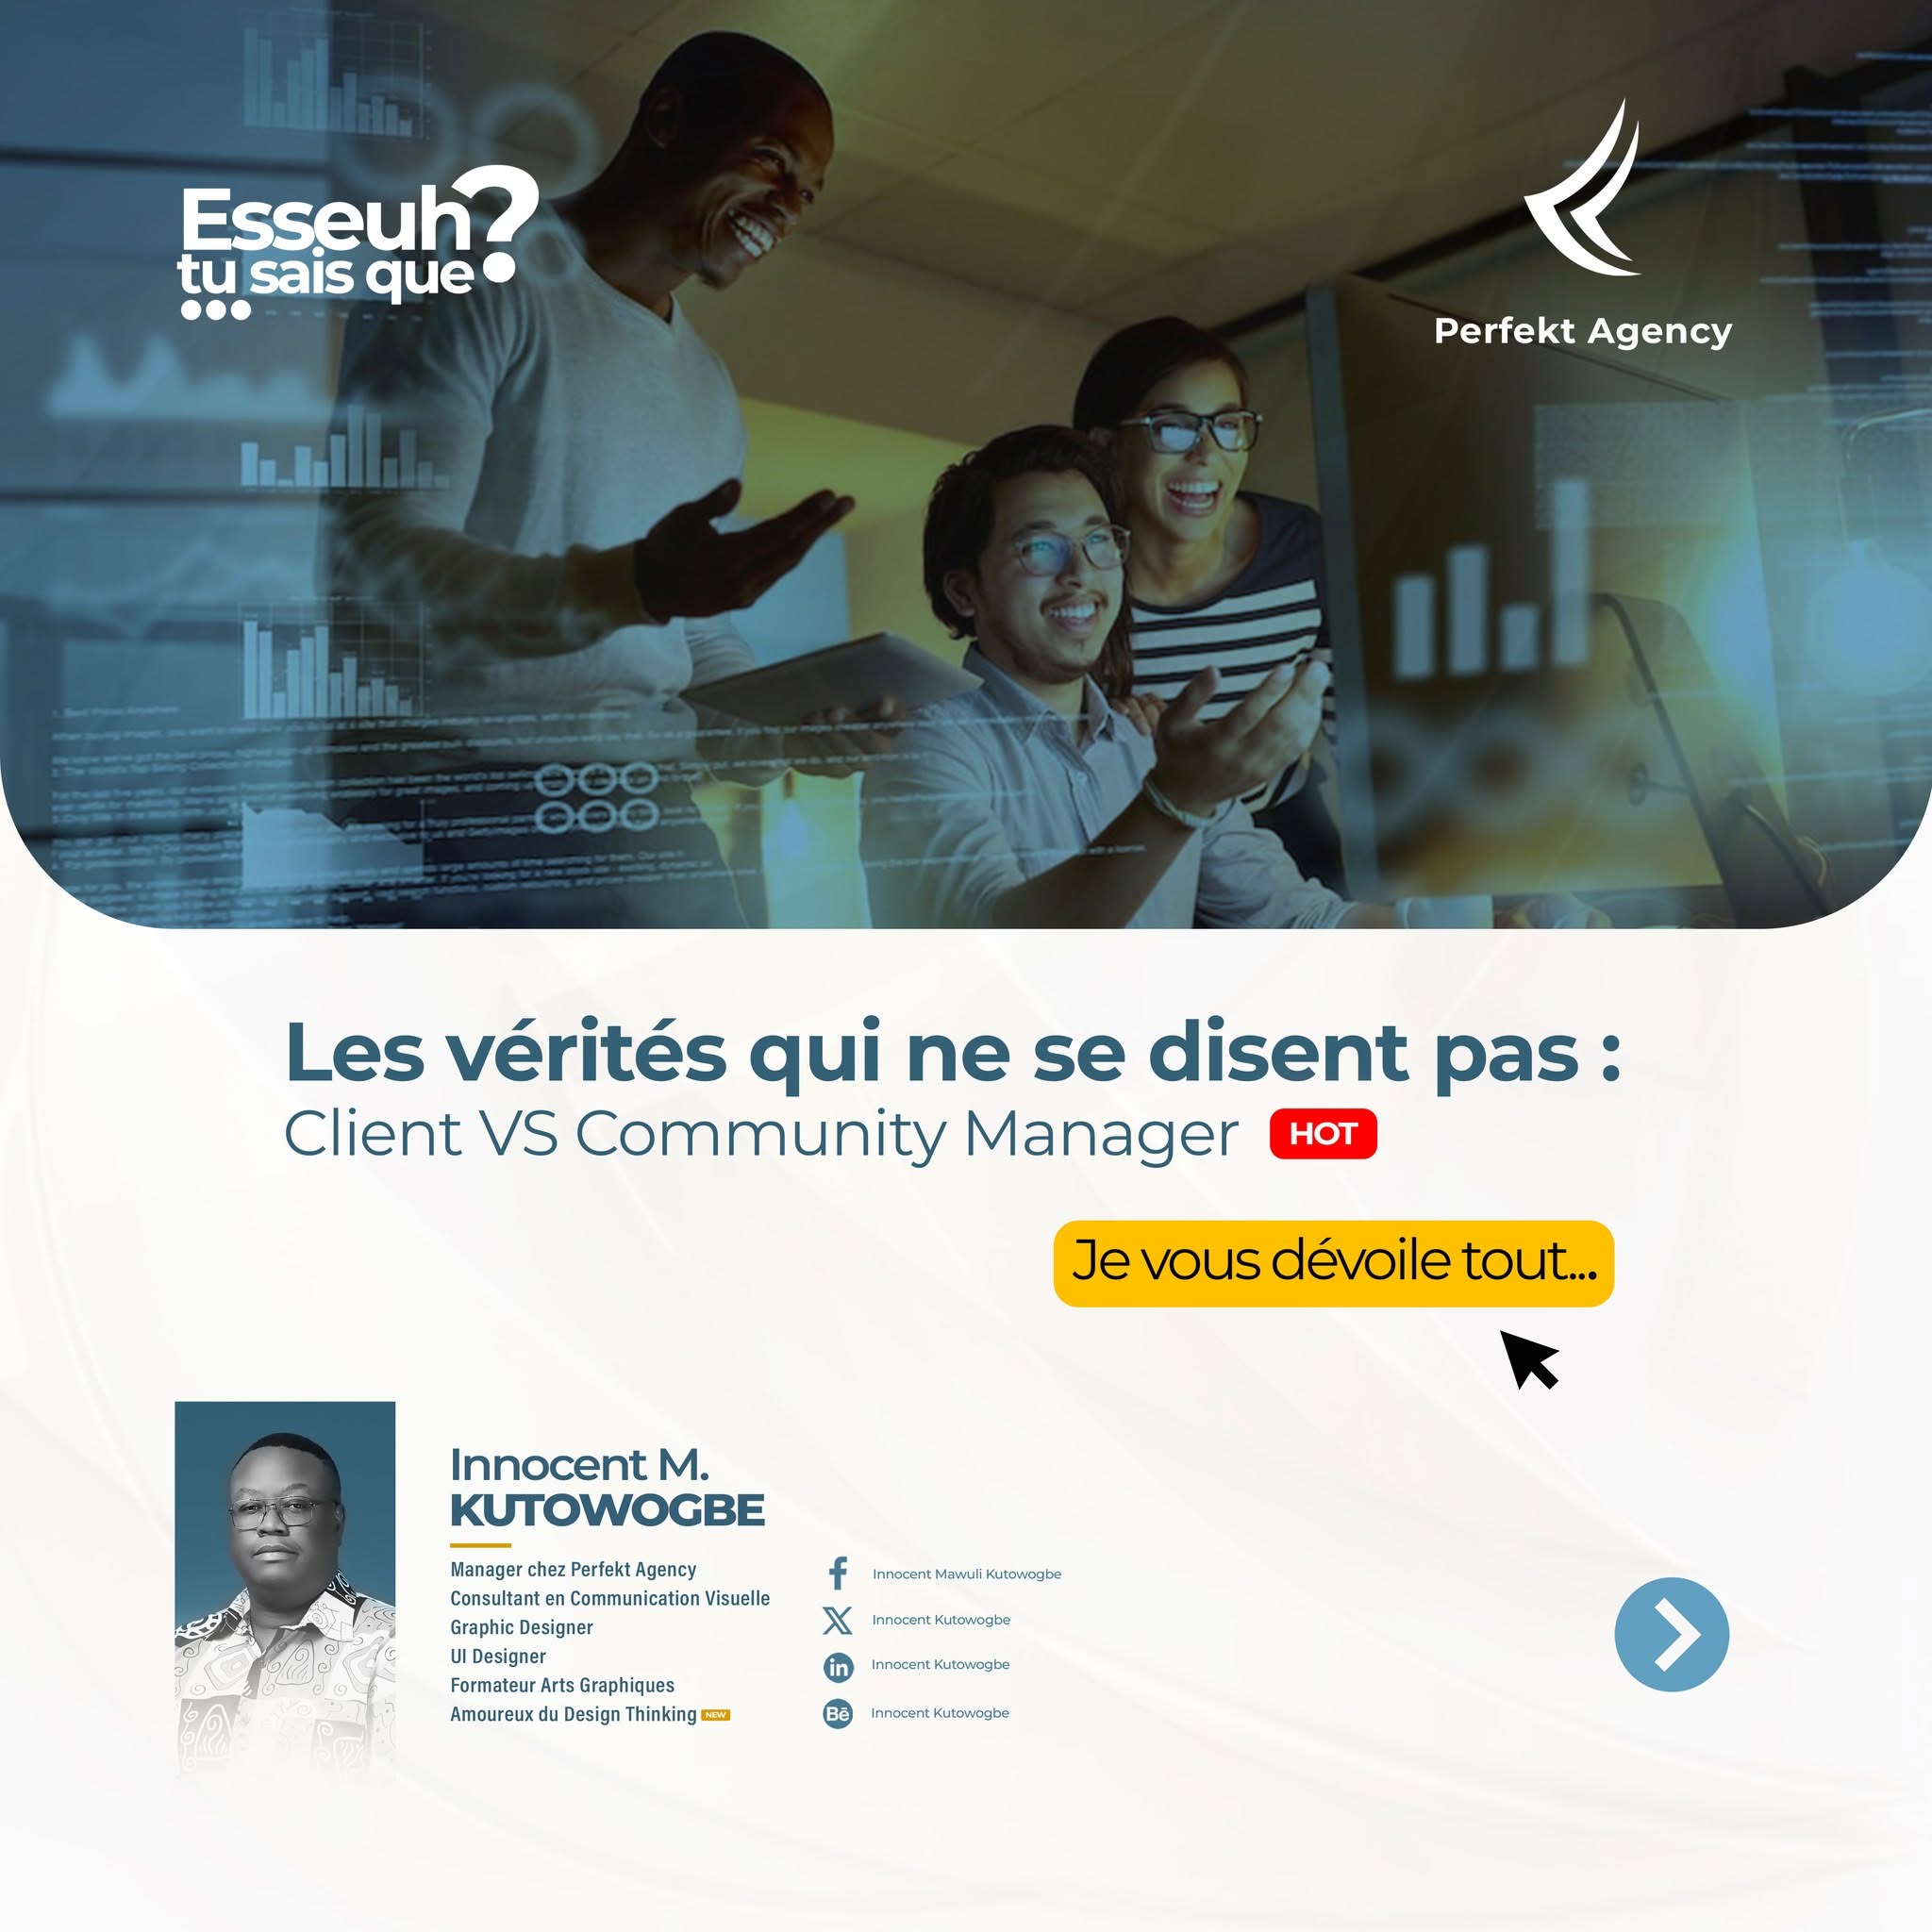 Esseuh?
tu sais que
...
Perfekt Agency
Les vérités qui ne se disent pas :
Client VS Community Manager HOT
Je vous dévoile tout...
Innocent M.
KUTOWOGBE
Manager chez Perfekt Agency
Consultant en Communication Visuelle
Graphic Designer
UI Designer
Formateur Arts Graphiques
Amoureux du Design Thinking NEW
Innocent Mawuli Kutowogbe
Innocent Kutowogbe
in Innocent Kutowogbe
Bē Innocent Kutowogbe